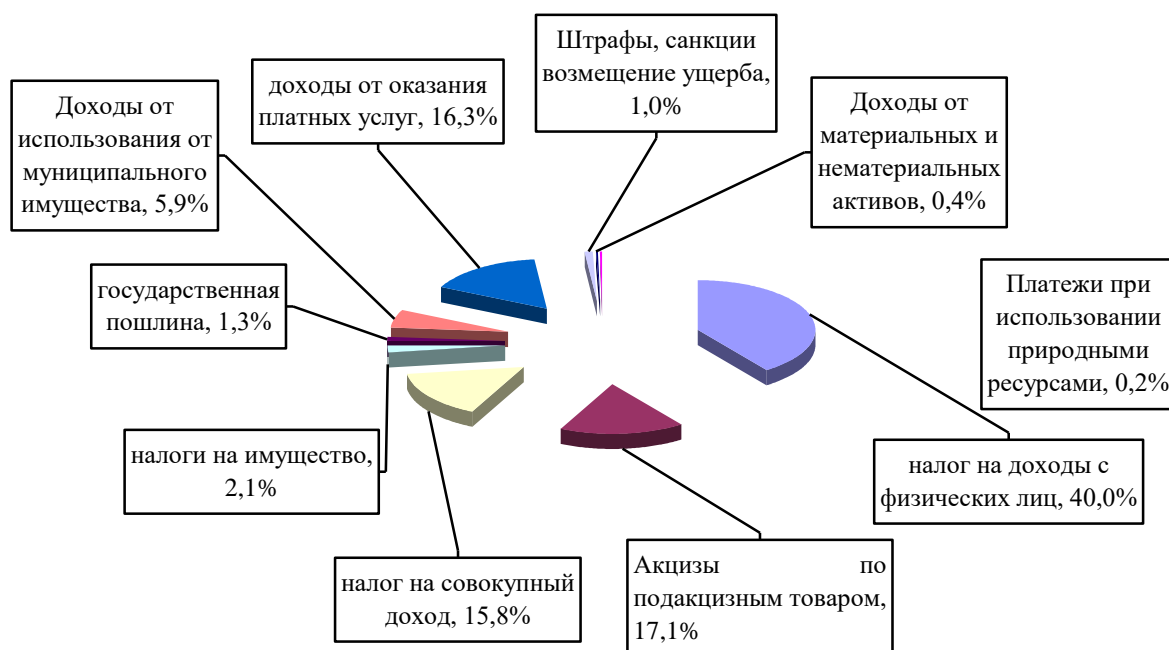 Штрафы, санкции
возмещение ущерба,
1,0%
доходы от оказания
платных услуг, 16,3%
Доходы от
использования от
муниципального
имущества, 5,9%
Доходы от
материальных и
нематериальных
активов, 0,4%
государственная
пошлина, 1,3%
Платежи при
использовании
природными
ресурсами, 0,2%
налоги на имущество,
2,1%
налог на доходы с
физических лиц, 40,0%
налог на совокупный
доход, 15,8%
Акцизы по
подакцизным товаром,
17,1%